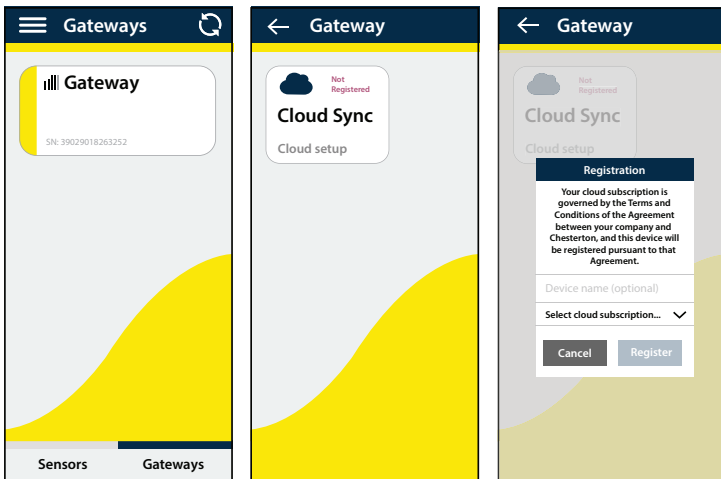 Gateways
Gateway
SN: 39029018263252
Sensors
Gateways
Gateway
Not
Registered
Cloud Sync
Cloud setup
Gateway
Not
Registered
Cloud Sync
Cloud setup
Registration
Your cloud subscription is
governed by the Terms and
Conditions of the Agreement
between your company and
Chesterton, and this device will
be registered pursuant to that
Agreement.
Device name (optional)
Select cloud subscription...
Cancel
Register